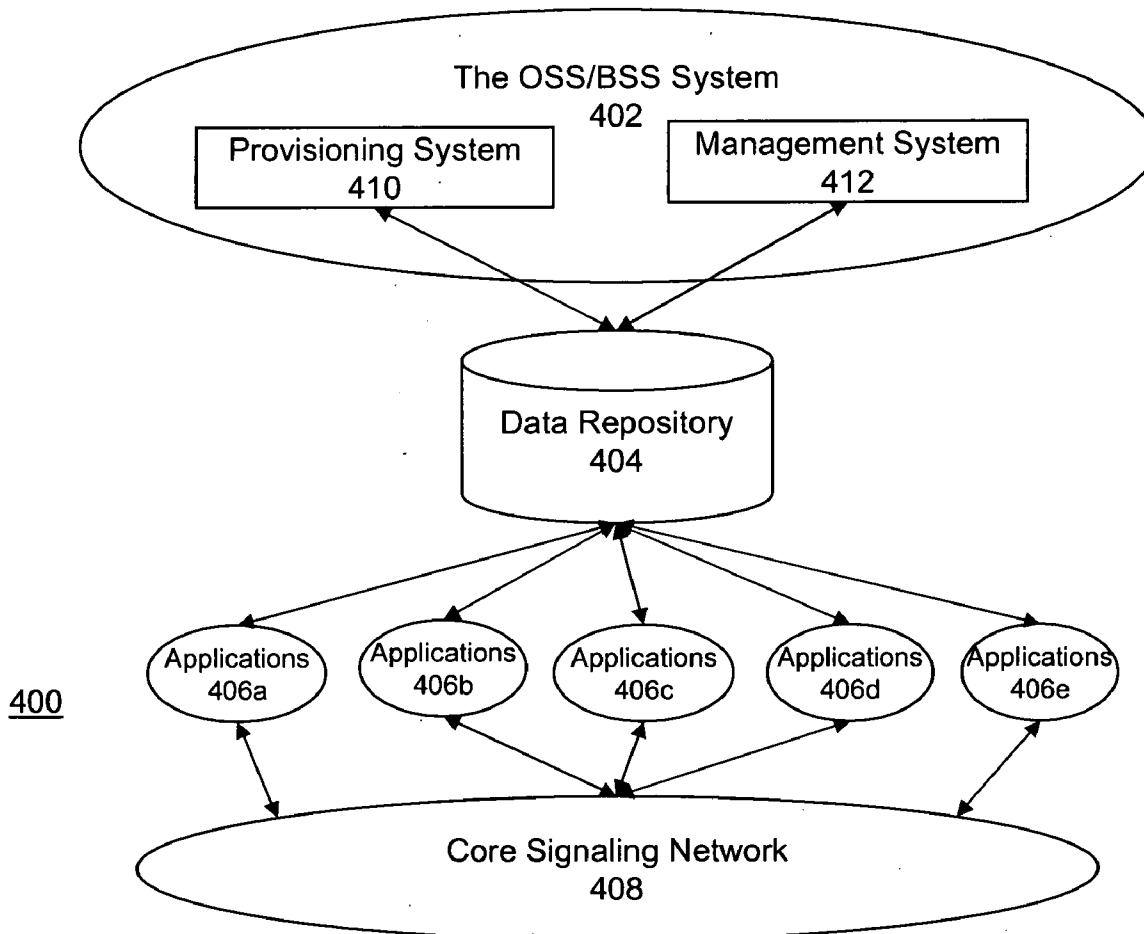 The OSS/BSS System
402
Provisioning System
410
Management System
412
Data Repository
404
Applications
406a
Applications
406b
Applications
406c
Applications
406d
Applications
406e
400
Core Signaling Network
408